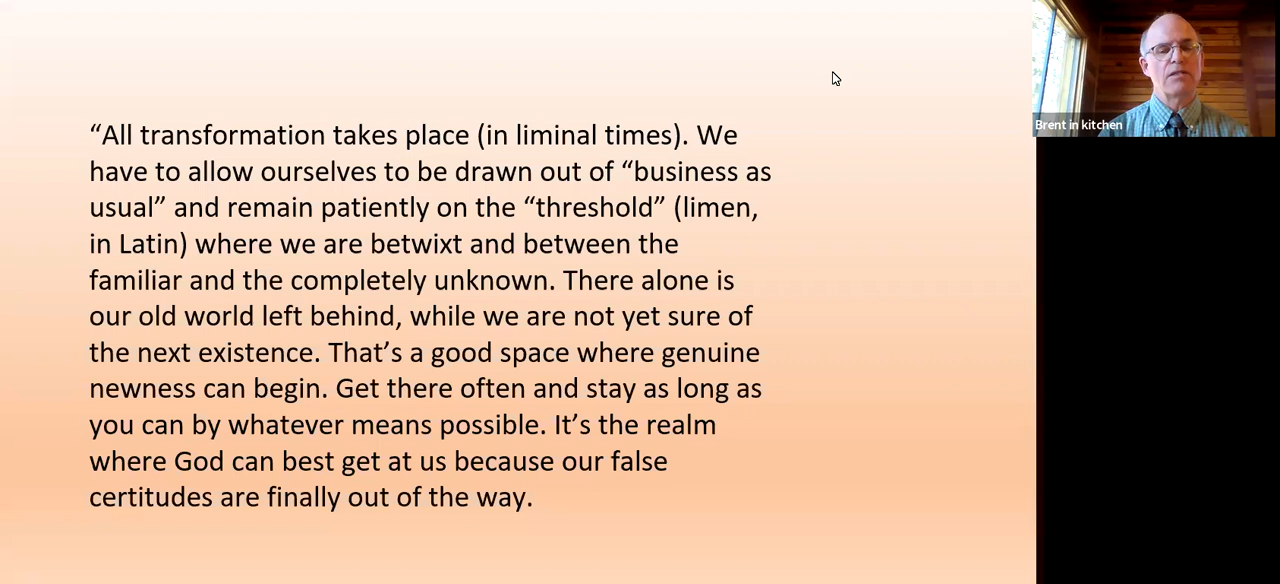 “All transformation takes place (in liminal times). We
have to allow ourselves to be drawn out of “business as
usual” and remain patiently on the “threshold” (limen,
in Latin) where we are betwixt and between the
familiar and the completely unknown. There alone is
our old world left behind, while we are not yet sure of
the next existence. That’s a good space where genuine
newness can begin. Get there often and stay as long as
you can by whatever means possible. It’s the realm
where God can best get at us because our false
certitudes are finally out of the way.
Brent in kitchen